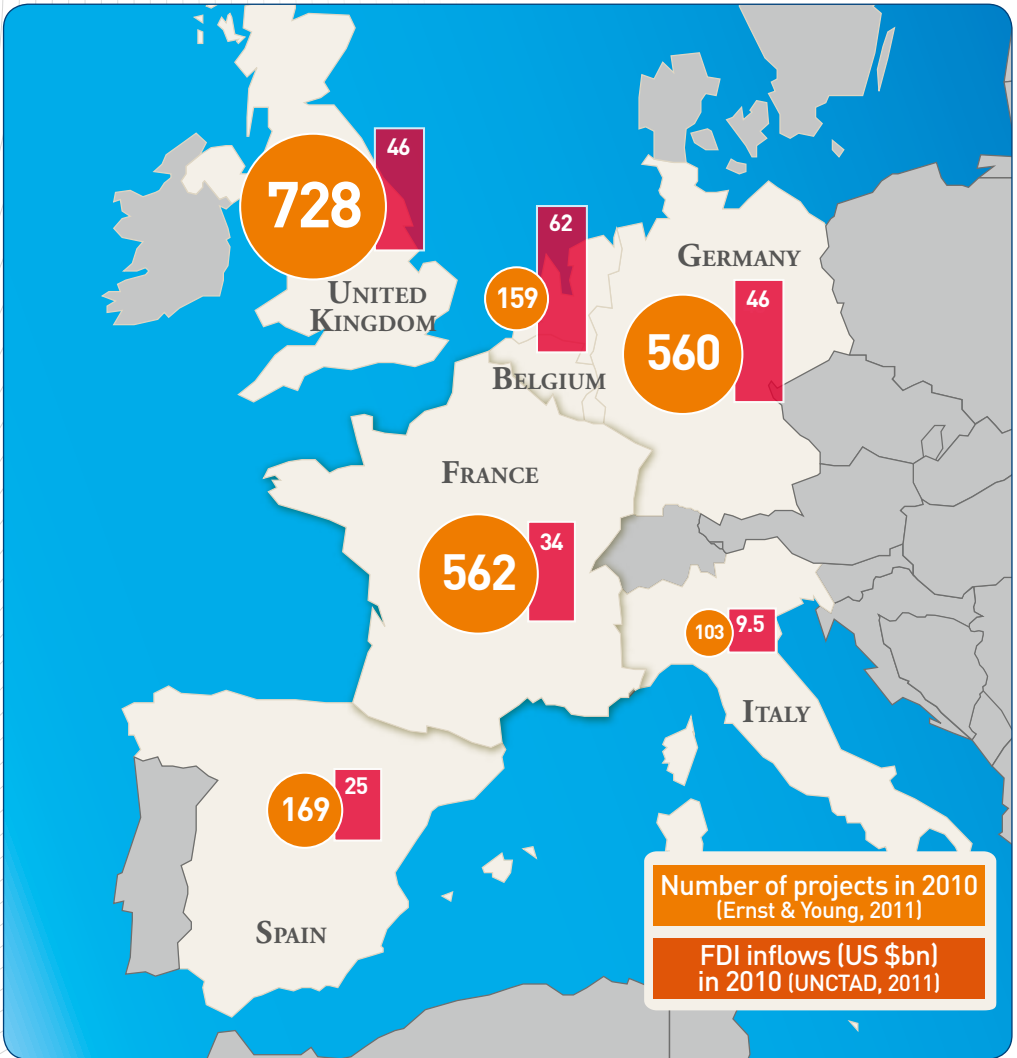 46
728
UNITED
KINGDOM
62
159
BELGIUM
GERMANY
46
560
FRANCE
34
562
103
9.5
ITALY
25
169
SPAIN
Number of projects in 2010
(Ernst & Young, 2011)
FDI inflows (US $bn)
in 2010 (UNCTAD, 2011)